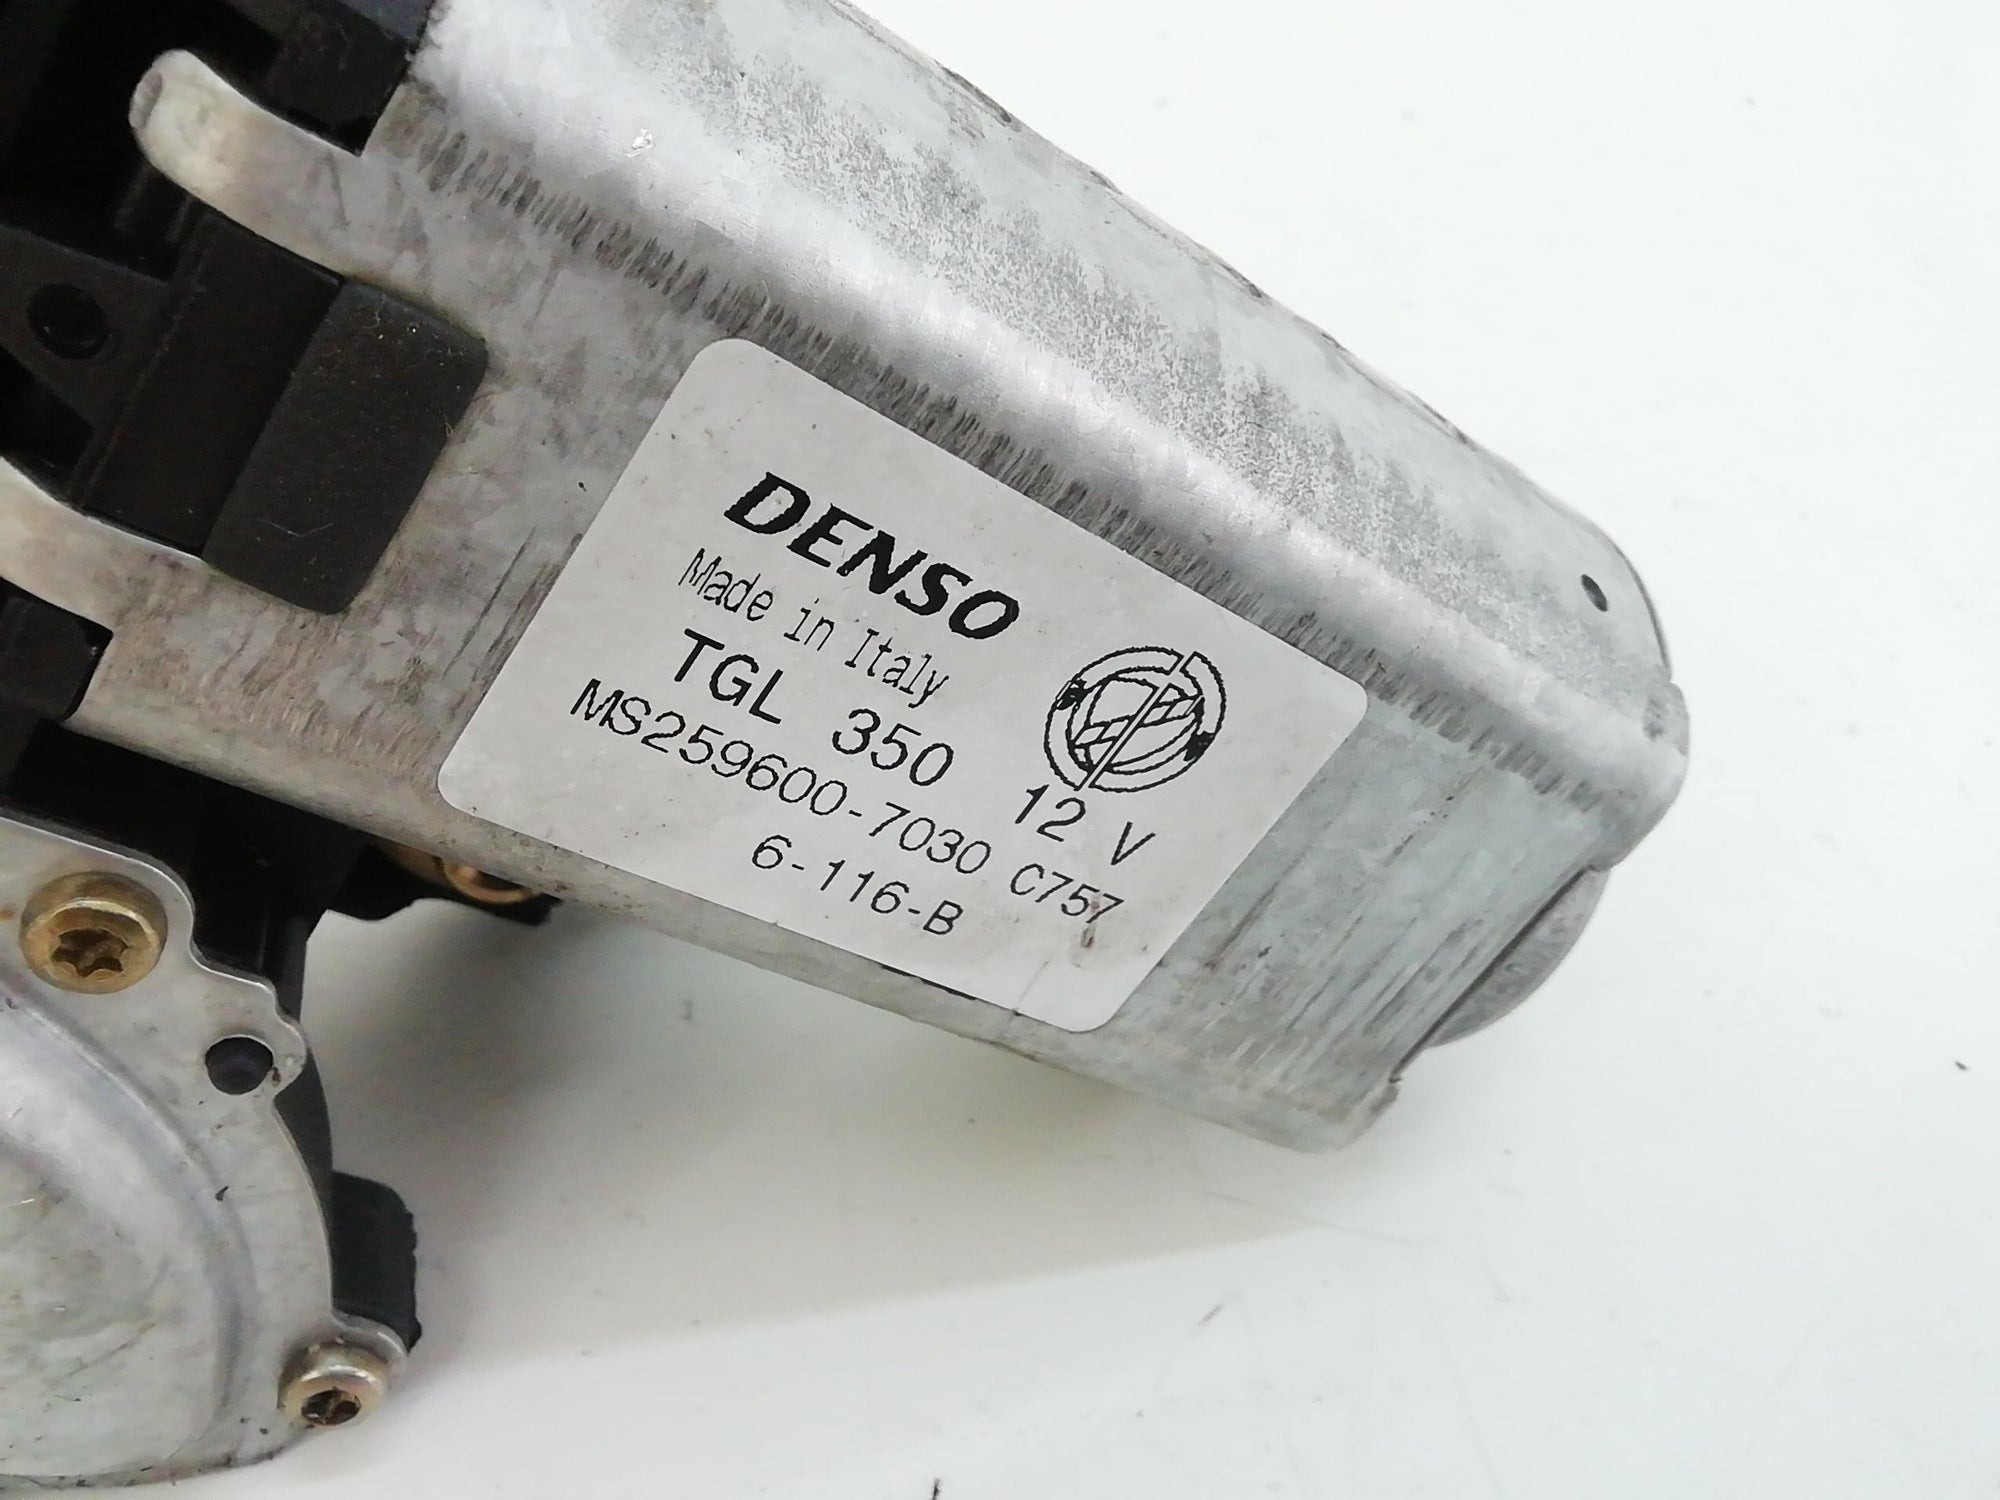 DENSO
Made in Italy
TGL 350 12 V
MS259600-7030 C757
6-116-B